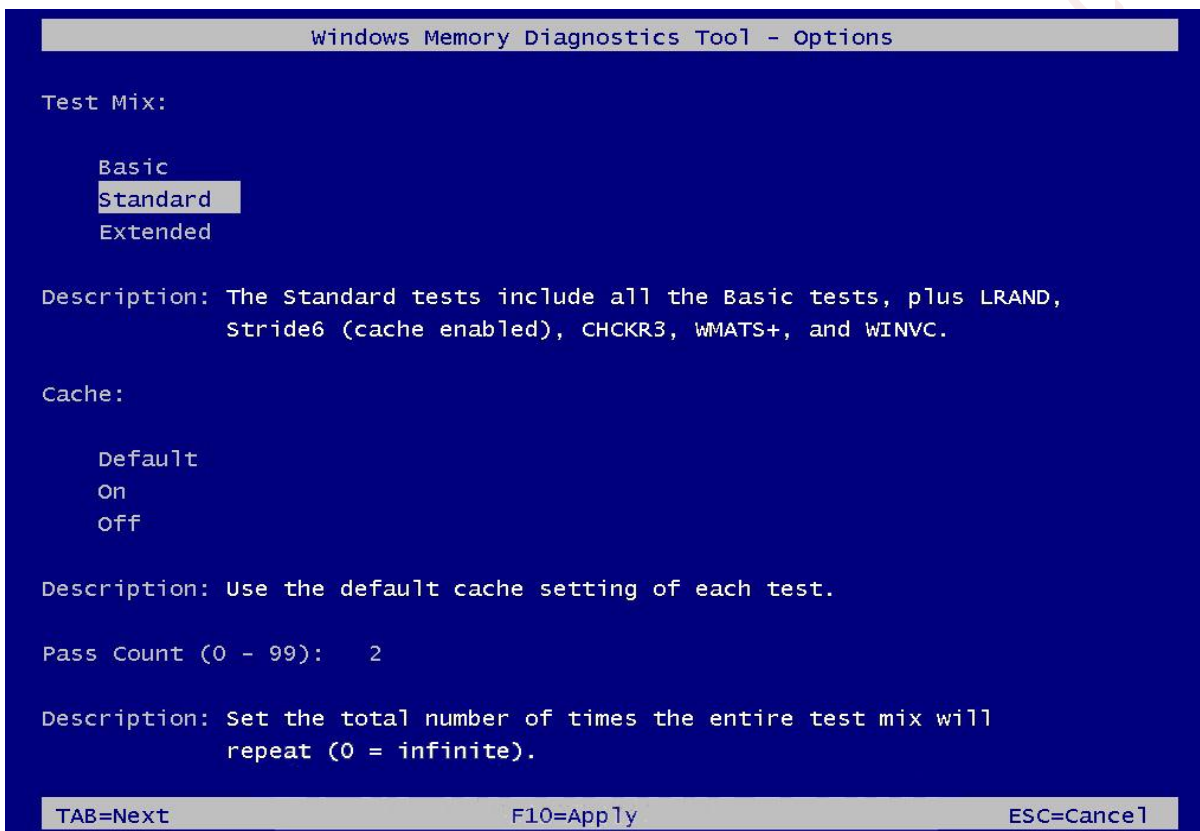 Windows Memory Diagnostics Tool - Options
Test Mix:
Basic
Standard
Extended
Description: The Standard tests include all the Basic tests, plus LRAND,
Stride6 (cache enabled), CHCKR3, WMATS+, and WINVC.
Cache:
Default
On
Off
Description: Use the default cache setting of each test.
Pass Count (0 - 99): 2
Description: Set the total number of times the entire test mix will
repeat (0 = infinite).
TAB=Next F10=Apply ESC=Cancel